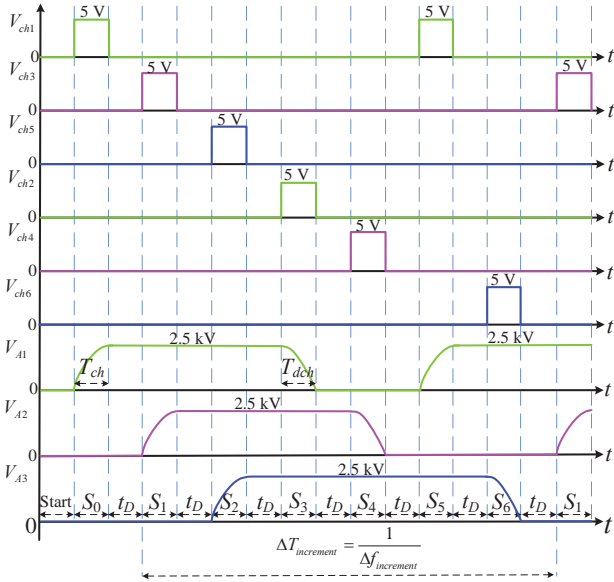 V_ch1 5 V 5 V
0 t
V_ch3 5 V 5 V
0 t
V_ch5 5 V
0 t
V_ch2 5 V
0 t
V_ch4 5 V
0 t
V_ch6 5 V
0 t
V_A1 2.5 kV 2.5 kV
T_ch T_dch
0 t
V_A2 2.5 kV
0 t
V_A3 2.5 kV
Start S_0 t_D S_1 t_D S_2 t_D S_3 t_D S_4 t_D S_5 t_D S_6 t_D S_1
0 t
ΔT_increment = 1 / Δf_increment